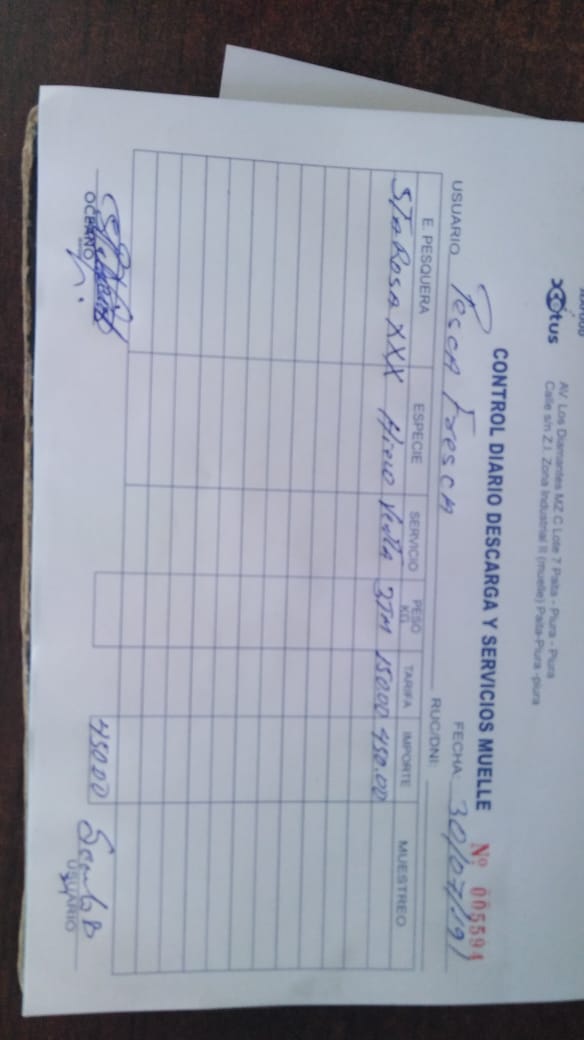 xotus
AV. Los Diamantes MZ C Lote 7 Paita - Piura - Piura
Calle s/n Z.I. Zona Industrial II (muelle) Paita-Piura -piura
CONTROL DIARIO DESCARGA Y SERVICIOS MUELLE Nº 005594
USUARIO Pesca Fresca FECHA: 30/07/19
RUC/DNI:
E. PESQUERA ESPECIE SERVICIO PESO KG TARIFA IMPORTE MUESTREO
Sta Rosa XXX Hielo Venta 3TM 150.00 450.00
450.00
OCEANO USUARIO